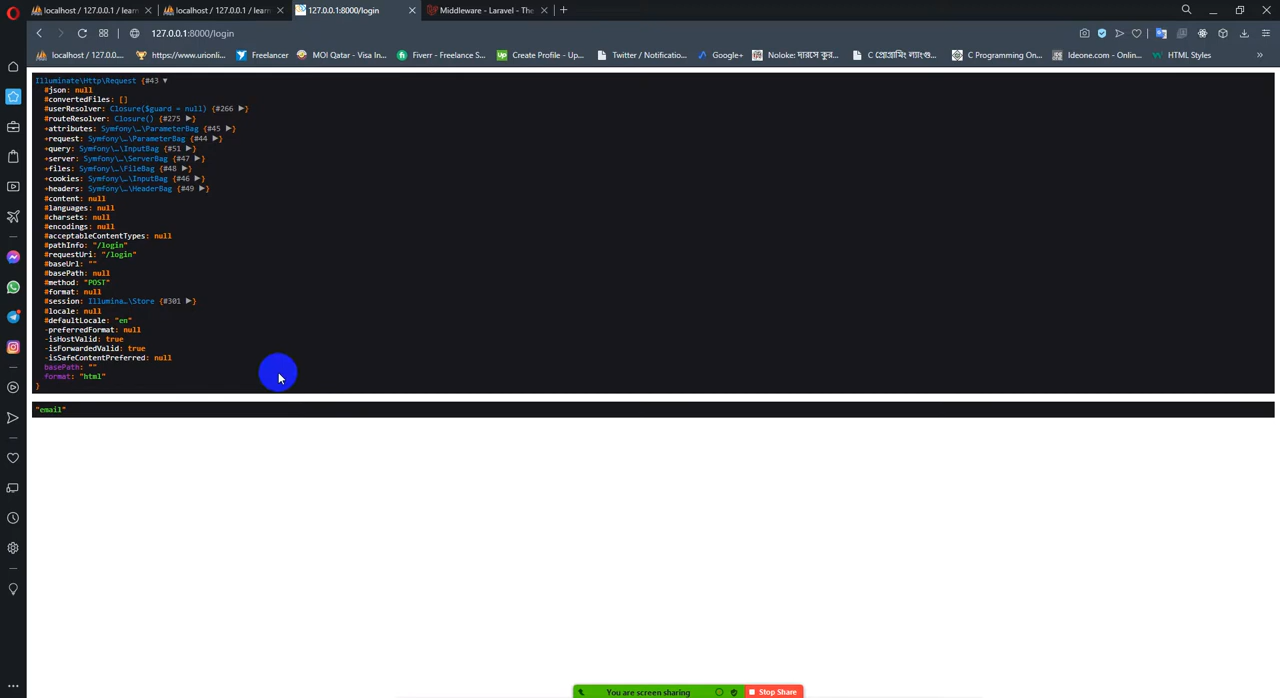 localhost / 127.0.0.1 / learn
localhost / 127.0.0.1 / learn
127.0.0.1:8000/login
Middleware - Laravel - The
127.0.0.1:8000/login
localhost / 127.0.0....
https://www.urionli...
Freelancer
MOI Qatar - Visa In...
Fiverr - Freelance S...
Create Profile - Up...
Twitter / Notificatio...
Google+
Noloke: দারসে কুর...
C প্রোগ্রামিং ল্যাংগু...
C Programming On...
Ideone.com - Onlin...
HTML Styles
»
Illuminate\Http\Request {#43 ▼
#json: null
#convertedFiles: []
#userResolver: Closure($guard = null) {#266 ▶}
#routeResolver: Closure() {#275 ▶}
+attributes: Symfony\…\ParameterBag {#45 ▶}
+request: Symfony\…\ParameterBag {#44 ▶}
+query: Symfony\…\InputBag {#51 ▶}
+server: Symfony\…\ServerBag {#47 ▶}
+files: Symfony\…\FileBag {#48 ▶}
+cookies: Symfony\…\InputBag {#46 ▶}
+headers: Symfony\…\HeaderBag {#49 ▶}
#content: null
#languages: null
#charsets: null
#encodings: null
#acceptableContentTypes: null
#pathInfo: "/login"
#requestUri: "/login"
#baseUrl: ""
#basePath: null
#method: "POST"
#format: null
#session: Illumina…\Store {#301 ▶}
#locale: null
#defaultLocale: "en"
-preferredFormat: null
-isHostValid: true
-isForwardedValid: true
-isSafeContentPreferred: null
basePath: ""
format: "html"
}
"email"
You are screen sharing
Stop Share